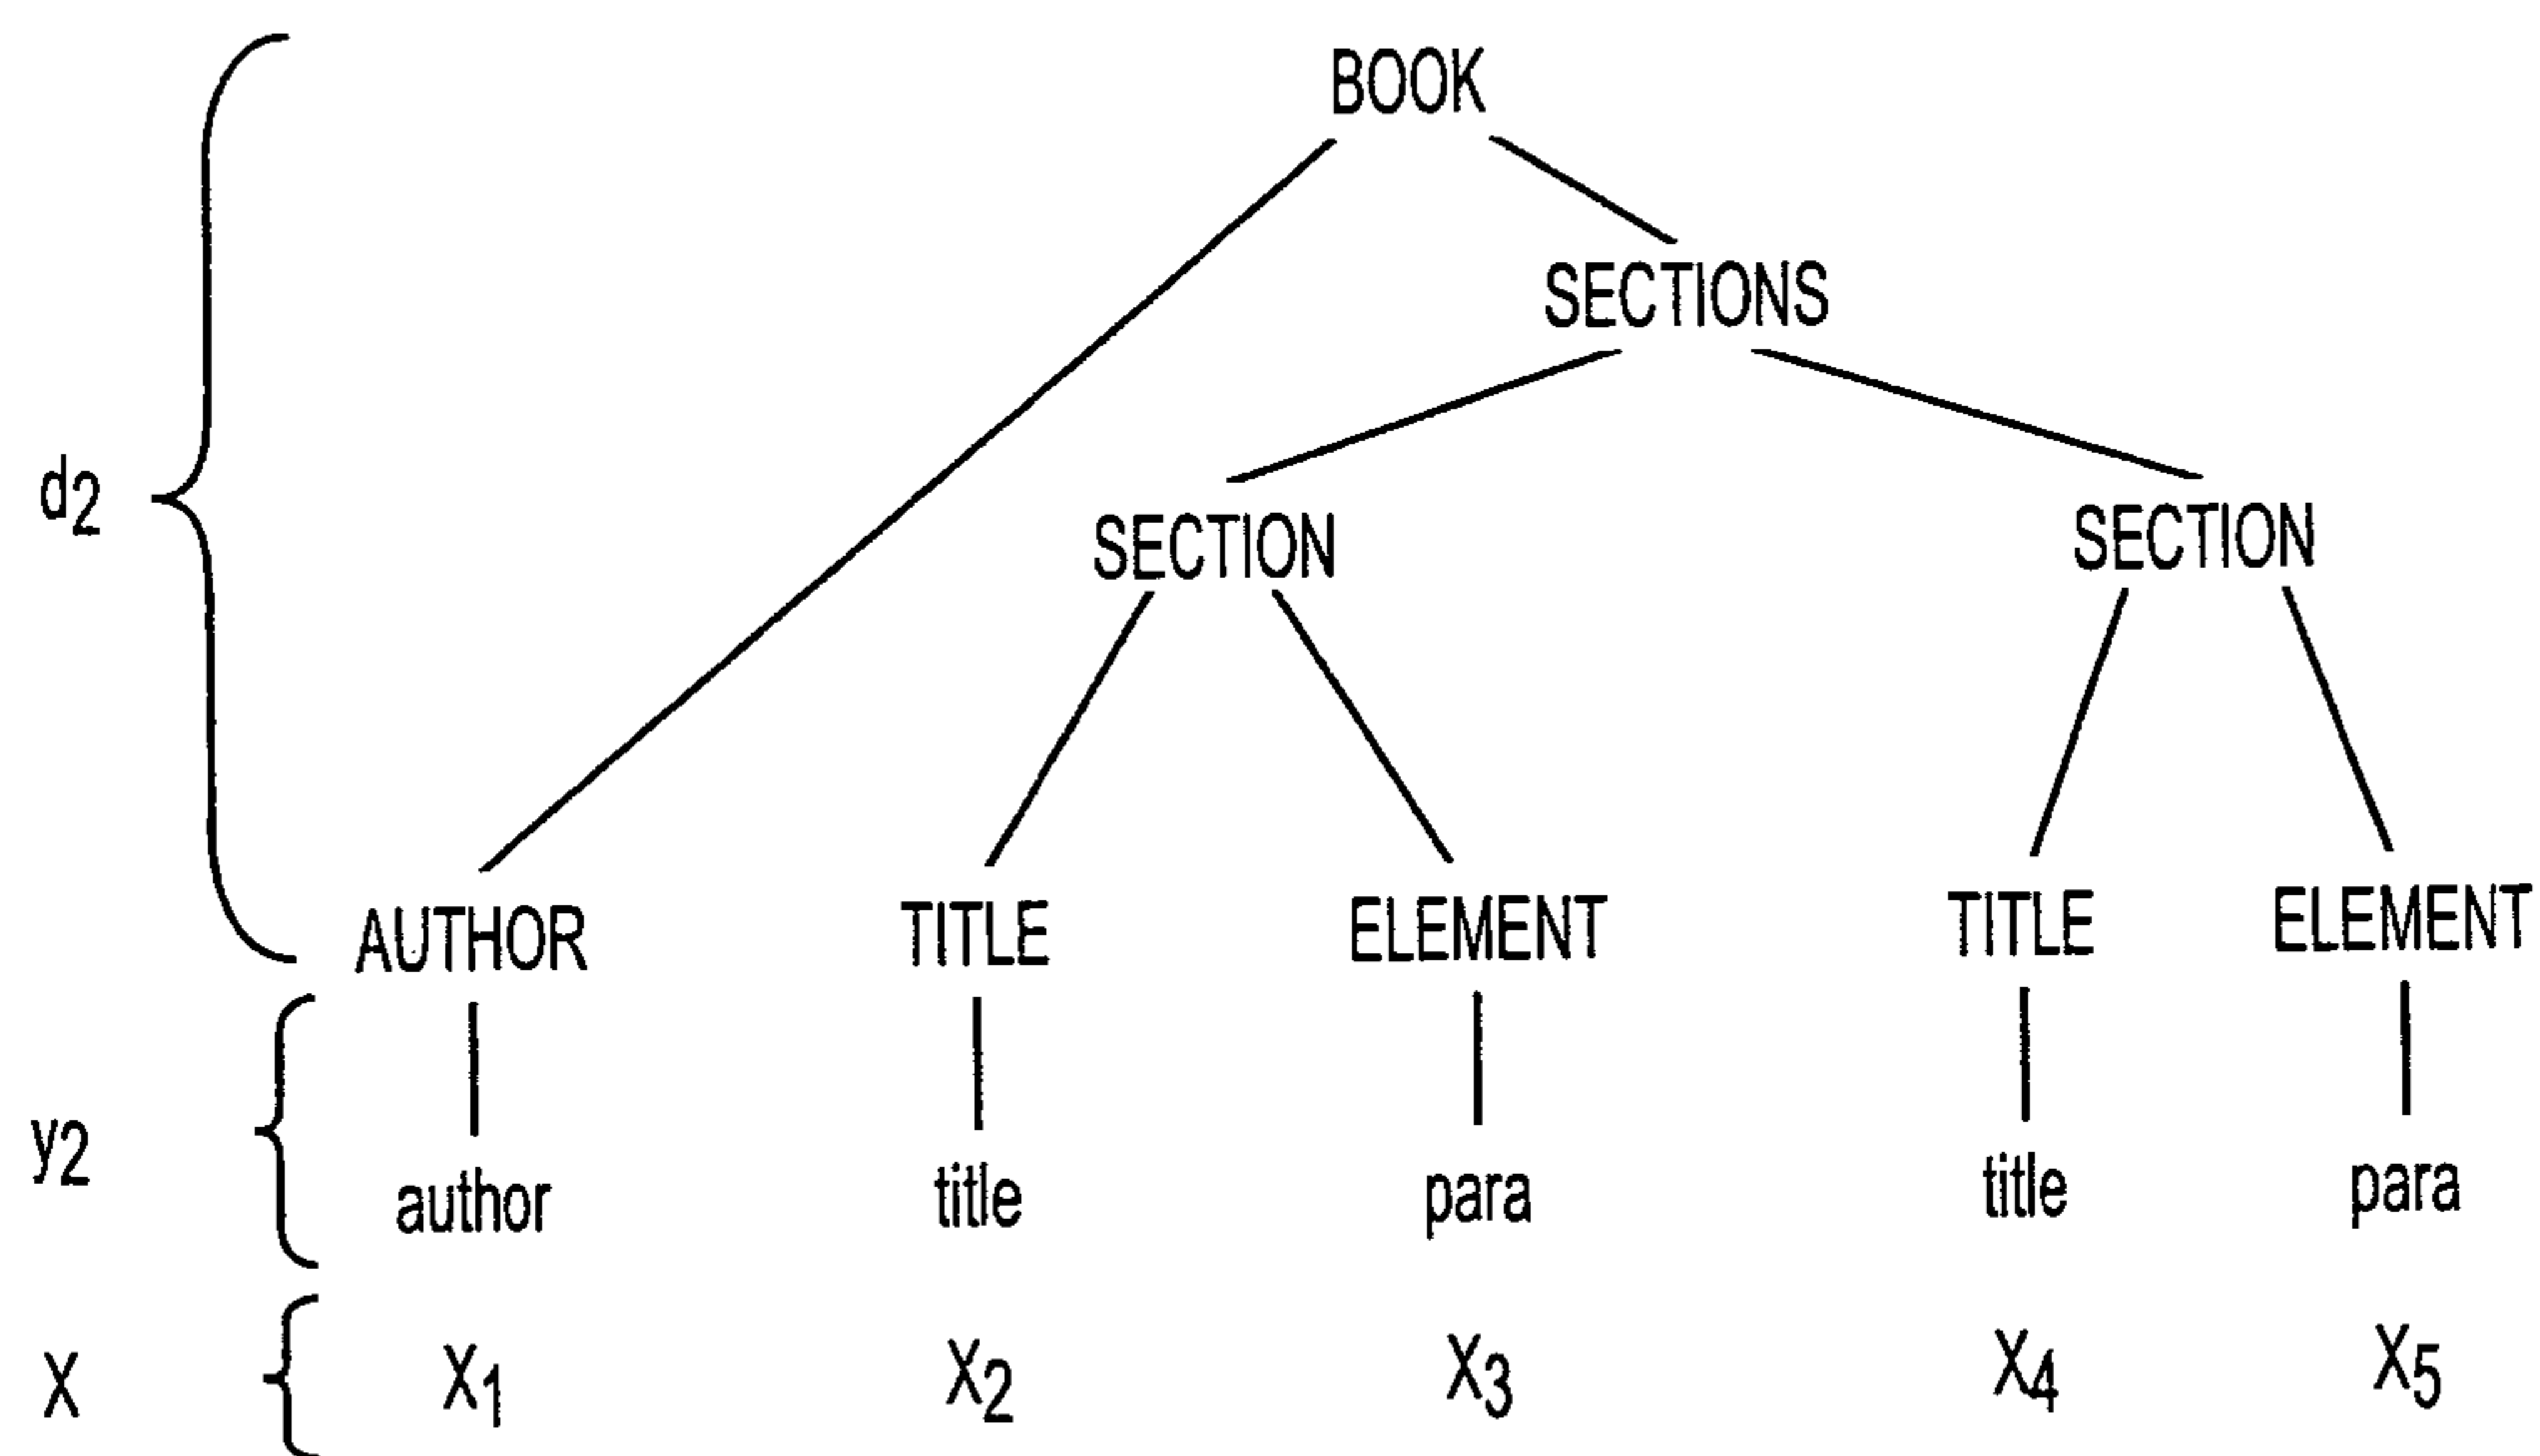 BOOK
SECTIONS
d2
SECTION SECTION
AUTHOR TITLE ELEMENT TITLE ELEMENT
y2 author title para title para
X X1 X2 X3 X4 X5